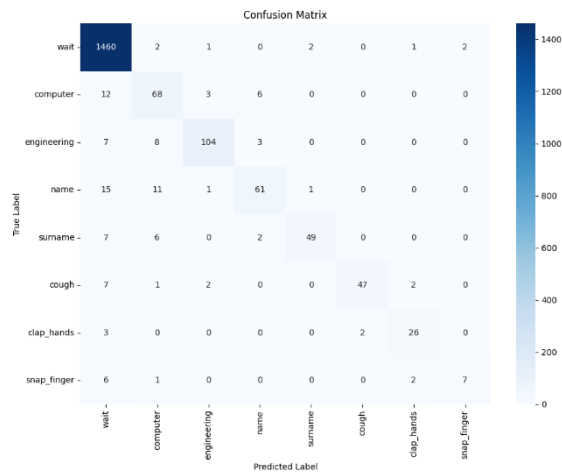 Confusion Matrix
wait 1460 2 1 0 2 0 1 2
computer 12 68 3 6 0 0 0 0
engineering 7 8 104 3 0 0 0 0
name 15 11 1 61 1 0 0 0
surname 7 6 0 2 49 0 0 0
cough 7 1 2 0 0 47 2 0
clap_hands 3 0 0 0 0 2 26 0
snap_finger 6 1 0 0 0 0 2 7
wait computer engineering name surname cough clap_hands snap_finger
Predicted Label
True Label
1400
1200
1000
800
600
400
200
0